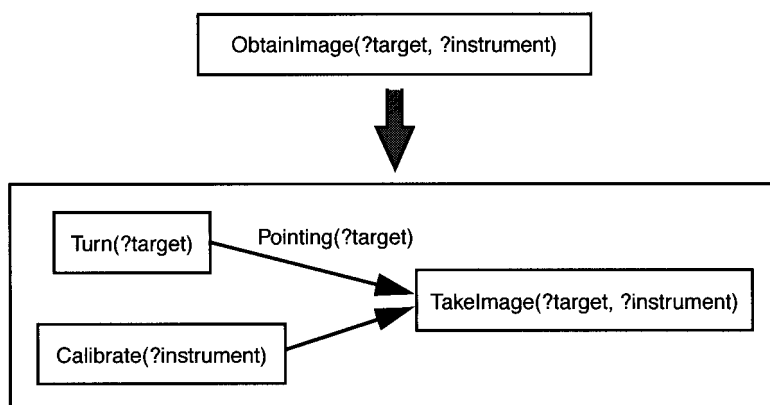 ObtainImage(?target, ?instrument)
Turn(?target)
Pointing(?target)
TakeImage(?target, ?instrument)
Calibrate(?instrument)